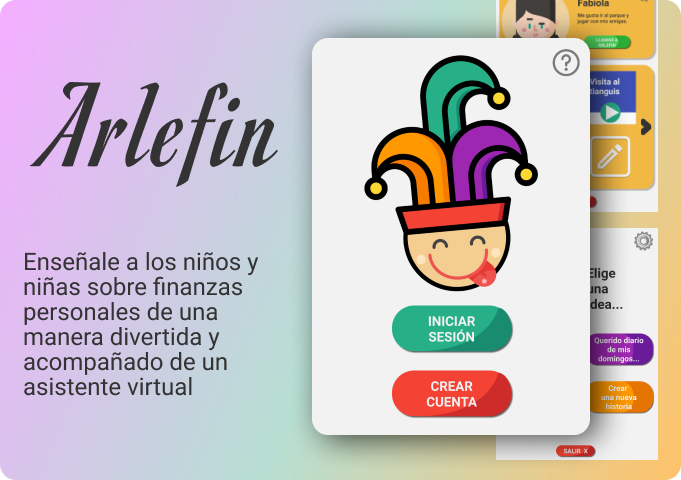 Arlefin
Enseñale a los niños y
niñas sobre finanzas
personales de una
manera divertida y
acompañado de un
asistente virtual
?
INICIAR
SESIÓN
CREAR
CUENTA
Fabiola
Me gusta ir al parque y
jugar con mis amigas.
LLAMAR A
ARLEFIN
Visita al
tianguis
Elige
una
idea...
Querido diario
de mis
domingos...
Crear
una nueva
historia
SALIR X